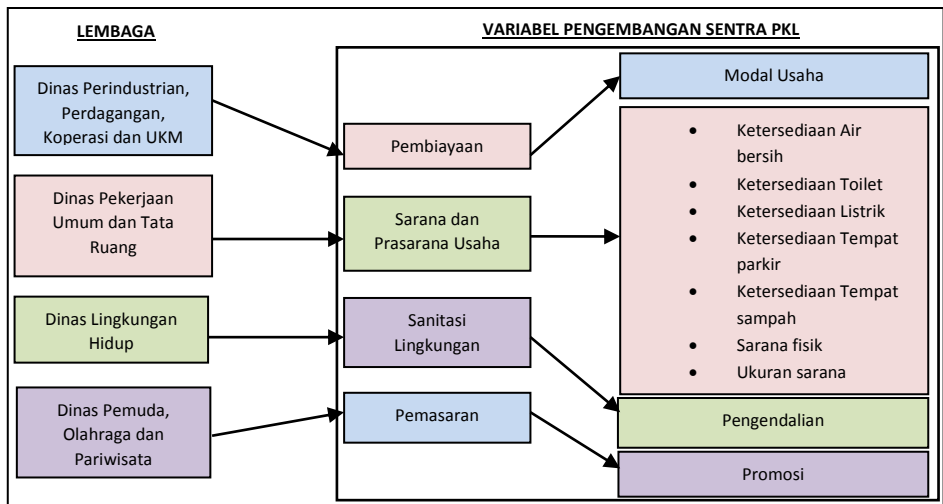 LEMBAGA
VARIABEL PENGEMBANGAN SENTRA PKL
Dinas Perindustrian,
Perdagangan,
Koperasi dan UKM
Dinas Pekerjaan
Umum dan Tata
Ruang
Dinas Lingkungan
Hidup
Dinas Pemuda,
Olahraga dan
Pariwisata
Pembiayaan
Sarana dan
Prasarana Usaha
Sanitasi
Lingkungan
Pemasaran
Modal Usaha
• Ketersediaan Air
bersih
• Ketersediaan Toilet
• Ketersediaan Listrik
• Ketersediaan Tempat
parkir
• Ketersediaan Tempat
sampah
• Sarana fisik
• Ukuran sarana
Pengendalian
Promosi